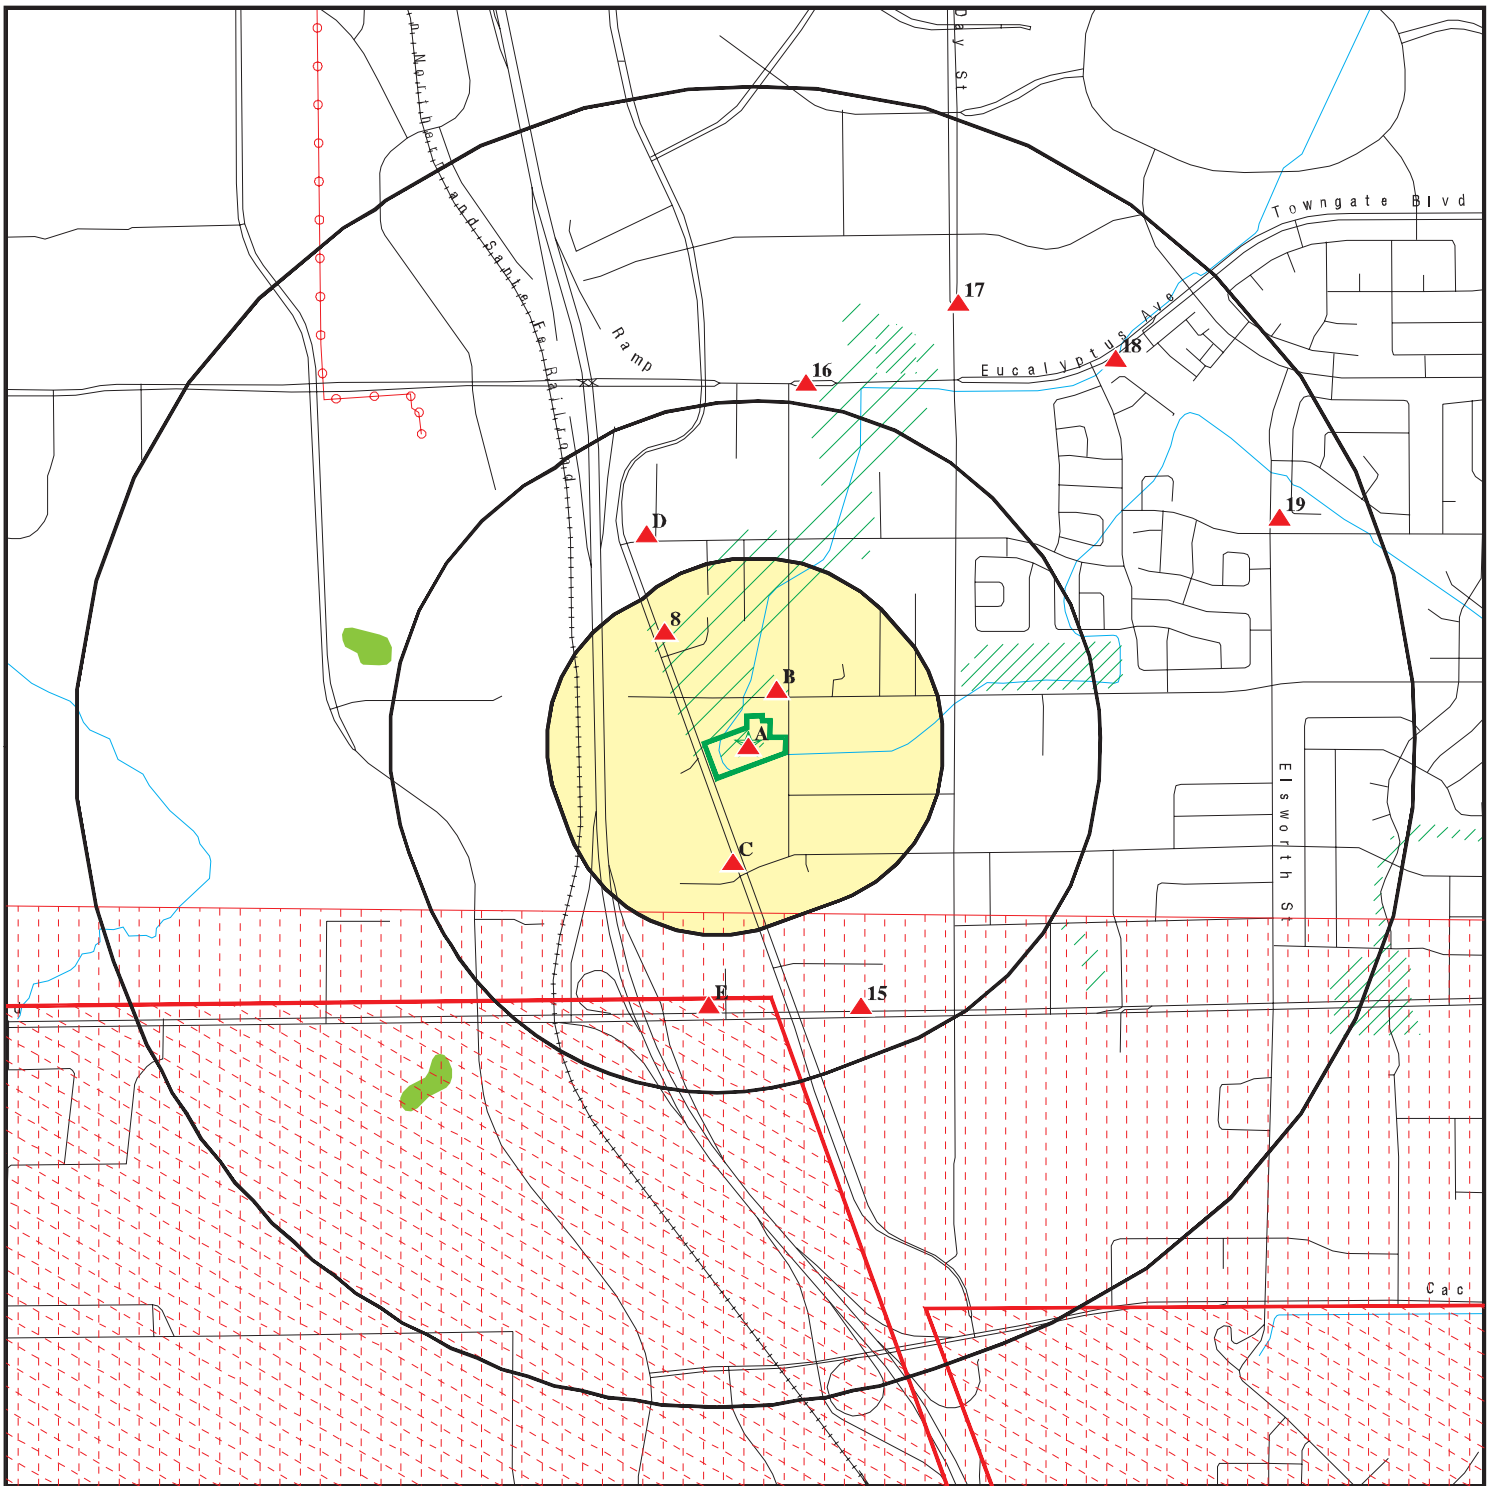 Day St
n Northern and Sante Fe Railroad
Towngate Blvd
17
Ramp
Eucalyptus Ave
18
16
19
D
8
B
A
Elsworth St
C
E
15
Cac